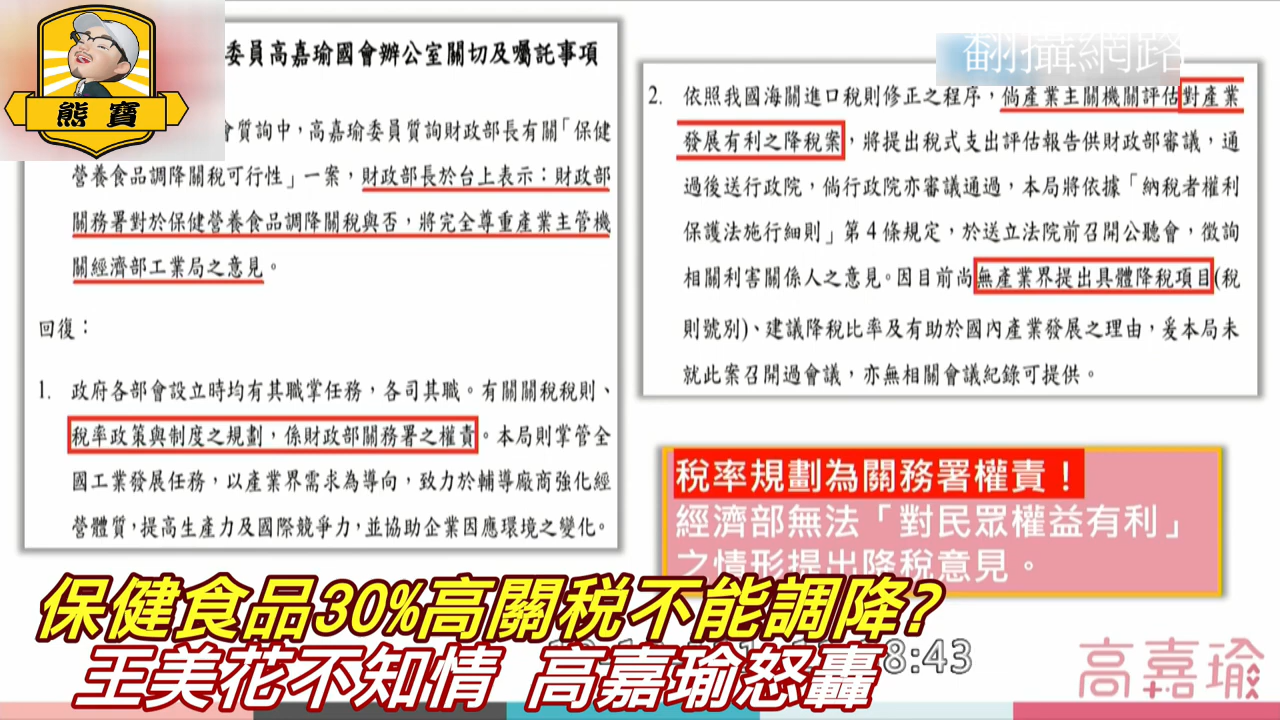 熊寶
翻攝網路
委員高嘉瑜國會辦公室關切及囑託事項
會質詢中，高嘉瑜委員質詢財政部長有關「保健
營養食品調降關稅可行性」一案，財政部長於台上表示：財政部
關務署對於保健營養食品調降關稅與否，將完全尊重產業主管機
關經濟部工業局之意見。
回復：
1. 政府各部會設立時均有其職掌任務，各司其職。有關關稅稅則、
稅率政策與制度之規劃，係財政部關務署之權責。本局則掌管全
國工業發展任務，以產業界需求為導向，致力於輔導廠商強化經
營體質，提高生產力及國際競爭力，並協助企業因應環境之變化。
2. 依照我國海關進口稅則修正之程序，倘產業主關機關評估對產業
發展有利之降稅案，將提出稅式支出評估報告供財政部審議，通
過後送行政院，倘行政院亦審議通過，本局將依據「納稅者權利
保護法施行細則」第4條規定，於送立法院前召開公聽會，徵詢
相關利害關係人之意見。因目前尚無產業界提出具體降稅項目(稅
則號別)、建議降稅比率及有助於國內產業發展之理由，爰本局未
就此案召開過會議，亦無相關會議紀錄可提供。
稅率規劃為關務署權責！
經濟部無法「對民眾權益有利」
之情形提出降稅意見。
保健食品30%高關稅不能調降?
王美花不知情 高嘉瑜怒轟
8:43
高嘉瑜